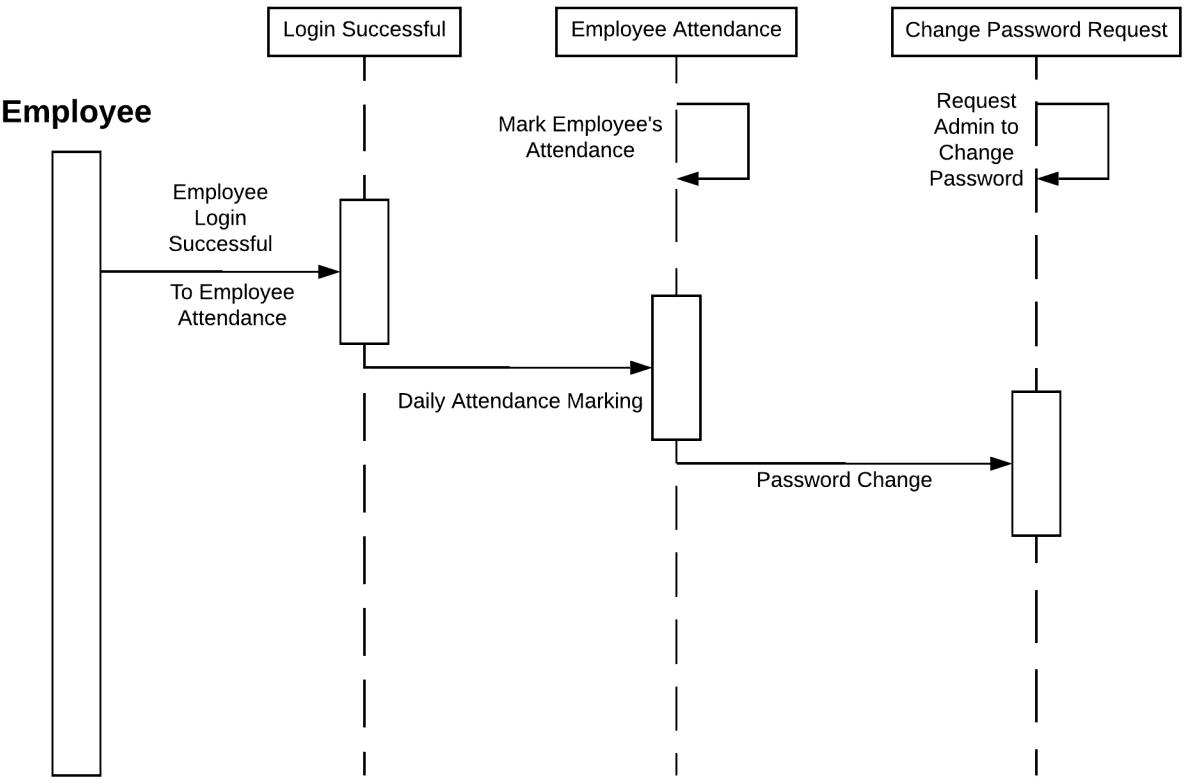 Login Successful
Employee Attendance
Change Password Request
Employee
Mark Employee's
Attendance
Request
Admin to
Change
Password
Employee
Login
Successful
To Employee
Attendance
Daily Attendance Marking
Password Change